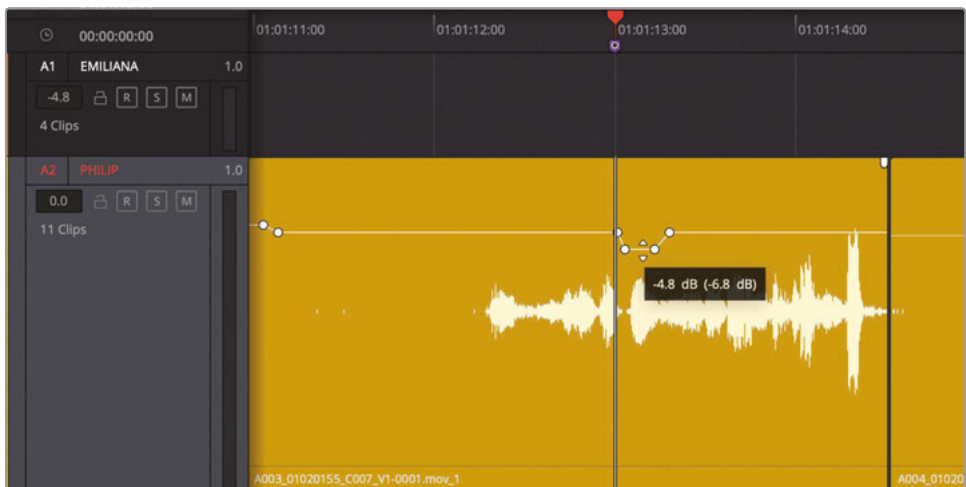 00:00:00:00
01:01:11:00 01:01:12:00 01:01:13:00 01:01:14:00
A1 EMILIANA 1.0
-4.8 R S M
4 Clips
A2 PHILIP 1.0
0.0 R S M
11 Clips
-4.8 dB (-6.8 dB)
A003_01020155_C007_V1-0001.mov_1 A004_01020